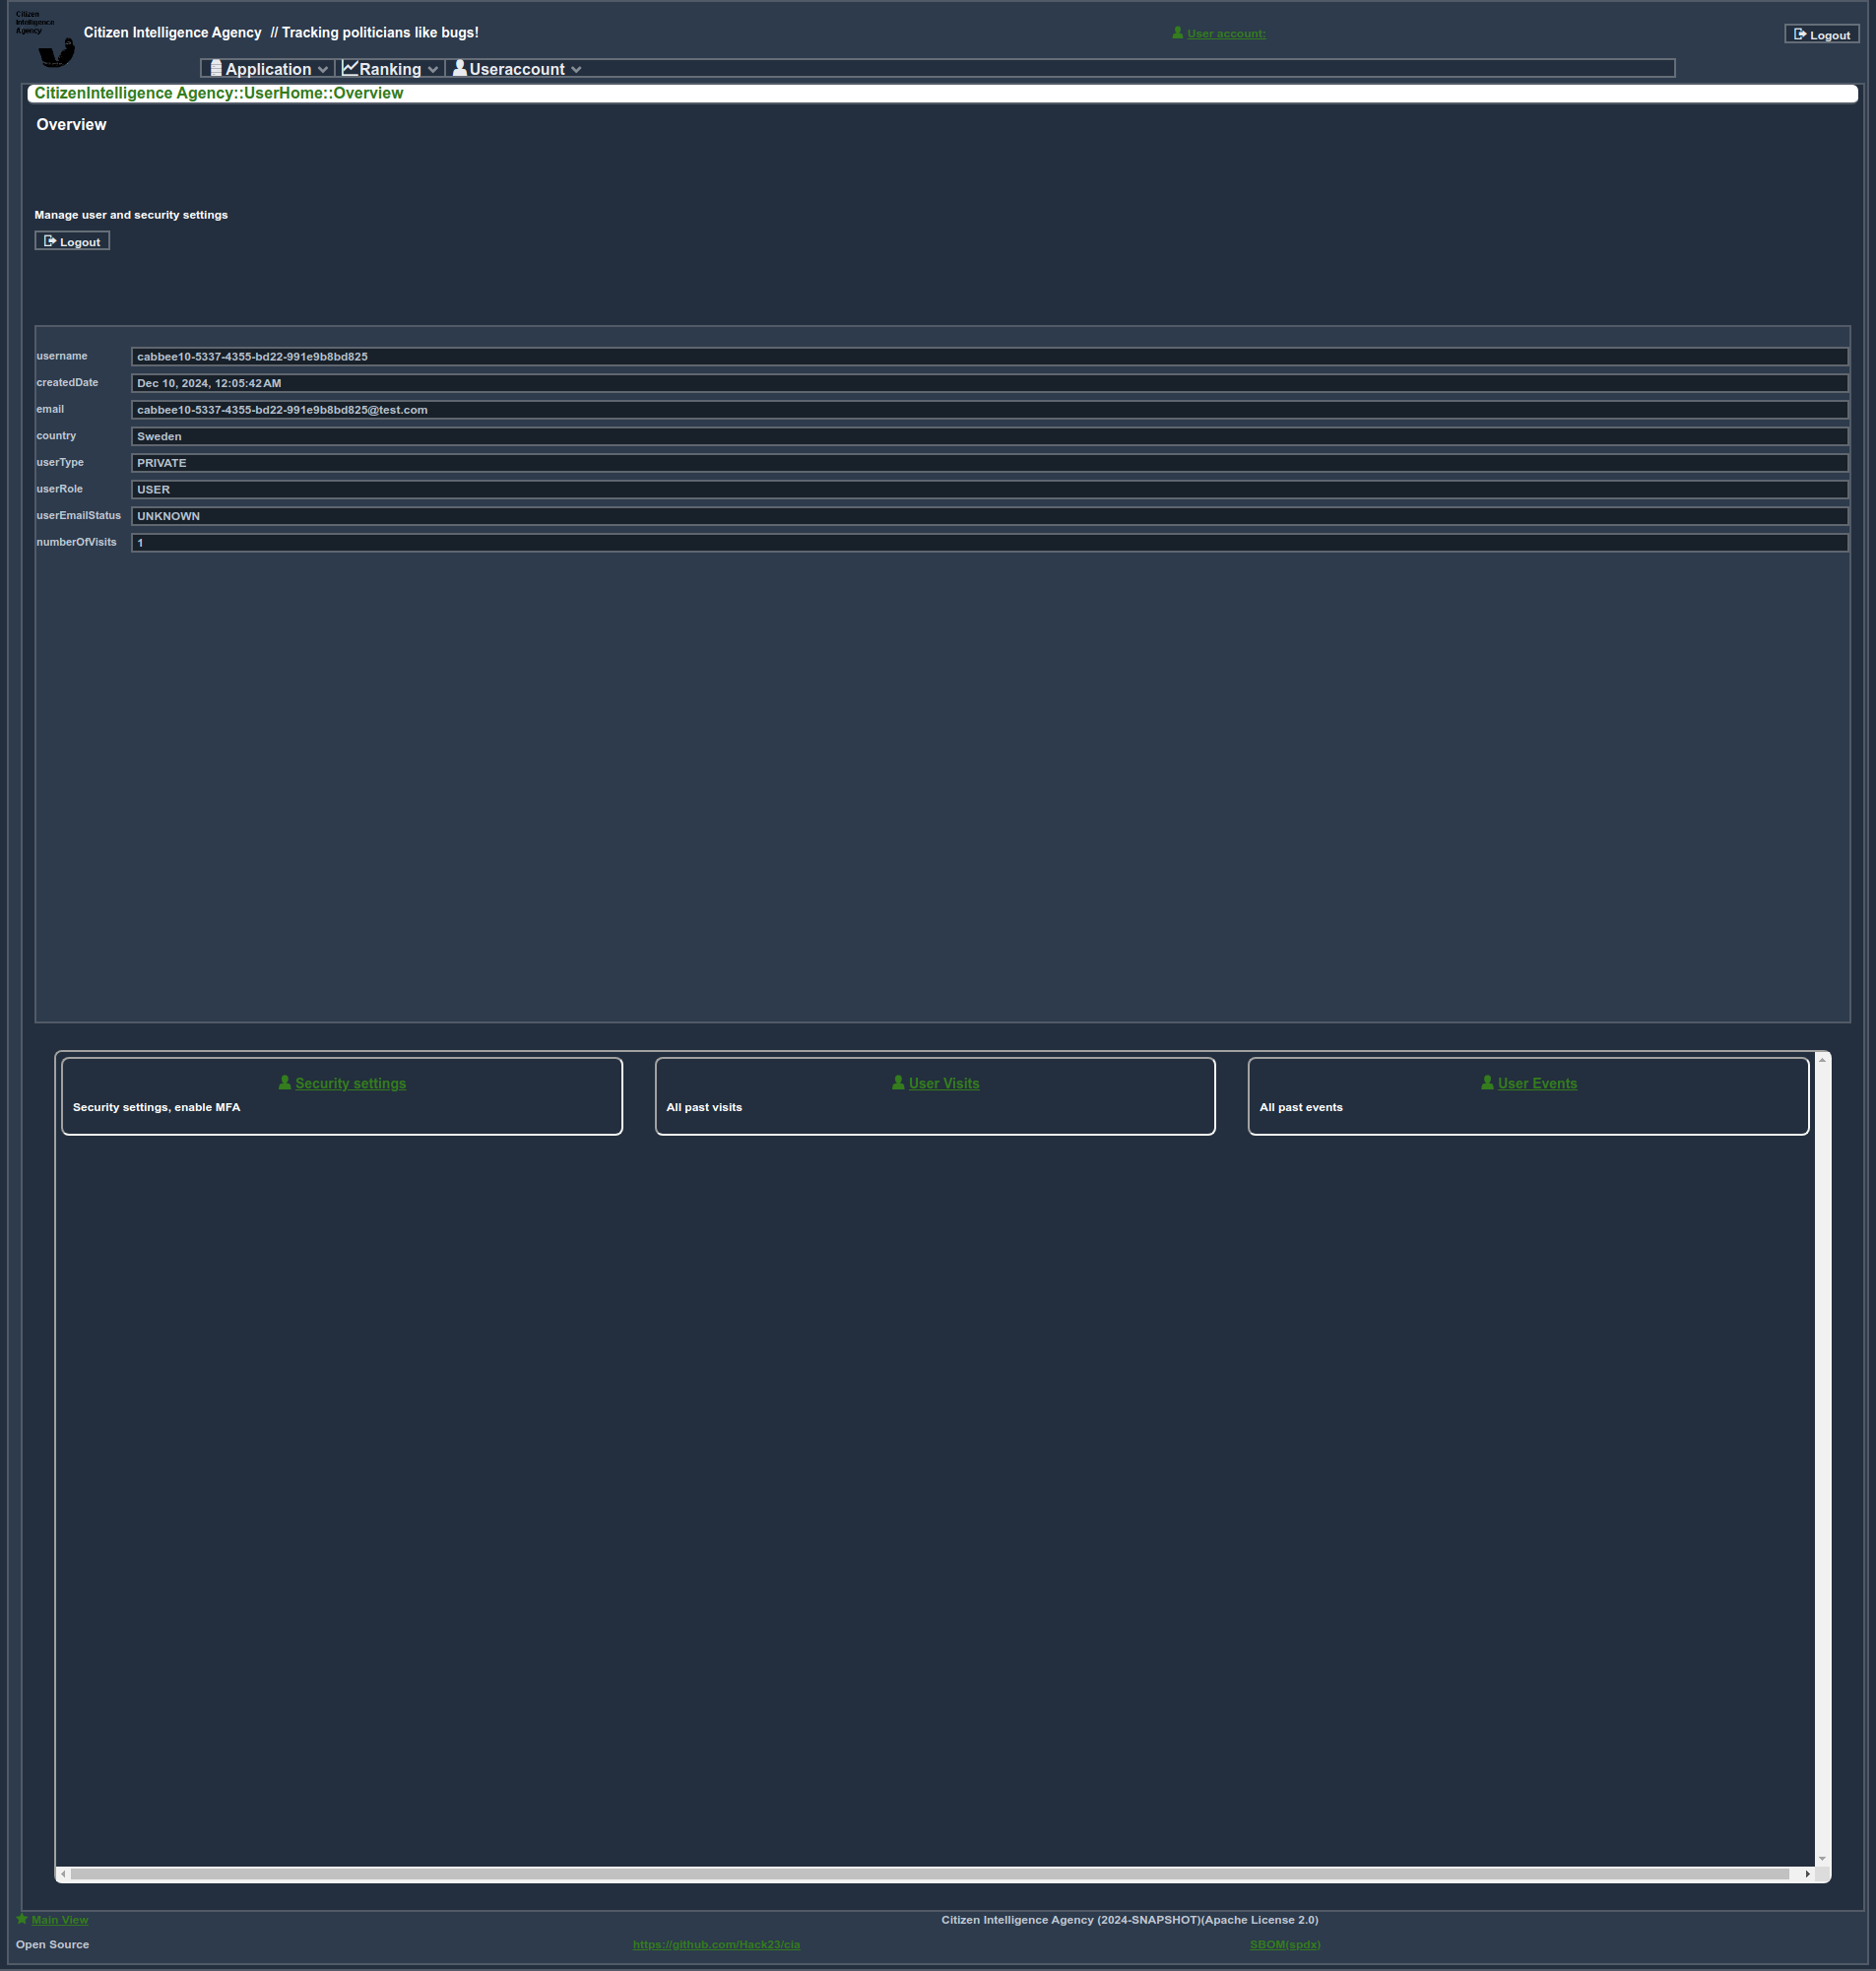 Citizen
Intelligence
Agency
Citizen Intelligence Agency // Tracking politicians like bugs!
User account:
Logout
Application
Ranking
Useraccount
CitizenIntelligence Agency::UserHome::Overview
Overview
Manage user and security settings
Logout
username cabbee10-5337-4355-bd22-991e9b8bd825
createdDate Dec 10, 2024, 12:05:42 AM
email cabbee10-5337-4355-bd22-991e9b8bd825@test.com
country Sweden
userType PRIVATE
userRole USER
userEmailStatus UNKNOWN
numberOfVisits 1
Security settings
Security settings, enable MFA
User Visits
All past visits
User Events
All past events
Main View
Citizen Intelligence Agency (2024-SNAPSHOT)(Apache License 2.0)
Open Source
https://github.com/Hack23/cia
SBOM(spdx)